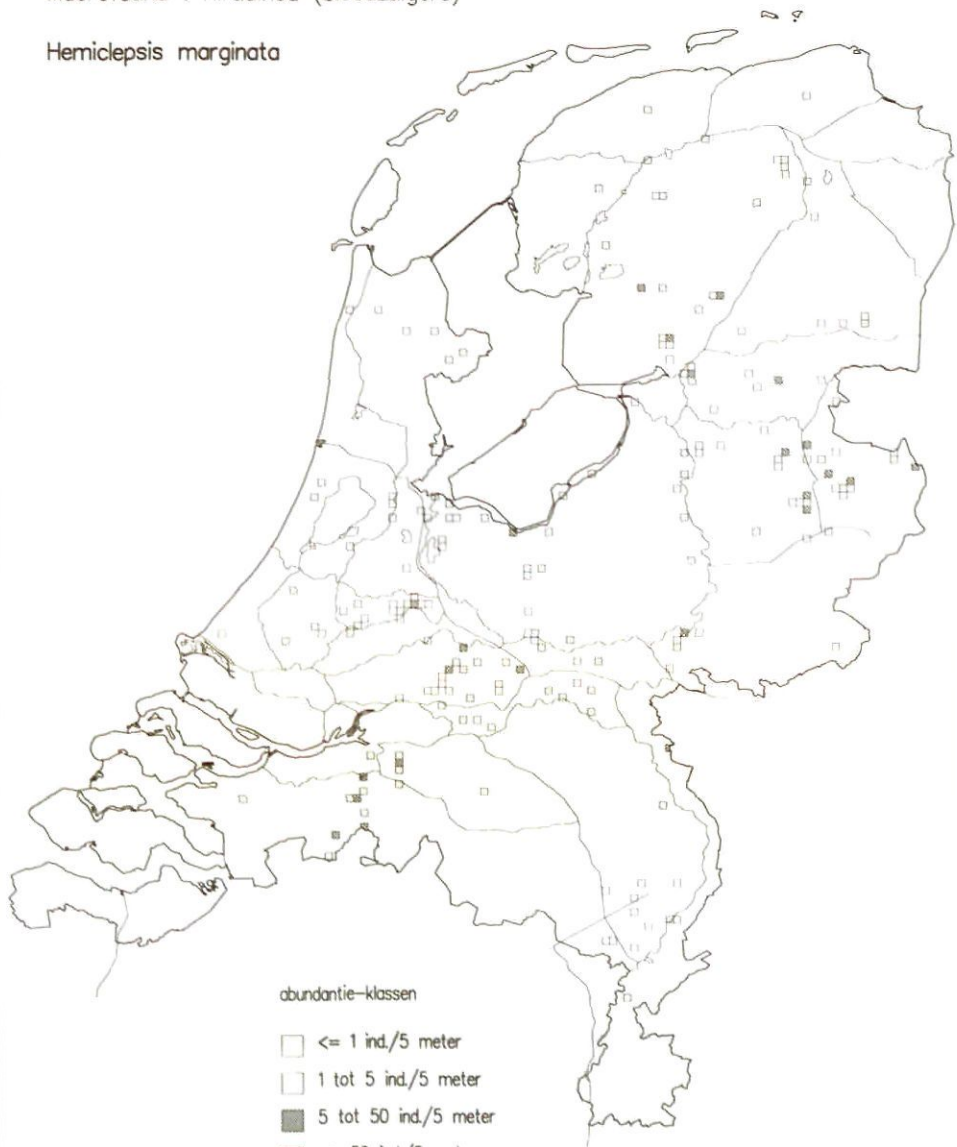 Hemiclepsis marginata
abundantie-klassen
<= 1 ind./5 meter
1 tot 5 ind./5 meter
5 tot 50 ind./5 meter